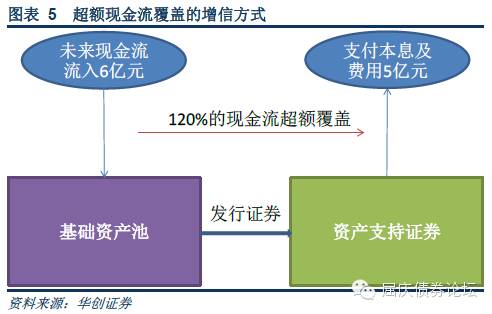 图表 5 超额现金流覆盖的增信方式
未来现金流
流入6亿元
支付本息及
费用5亿元
120%的现金流超额覆盖
基础资产池
发行证券
资产支持证券
屈庆债券论坛
资料来源：华创证券